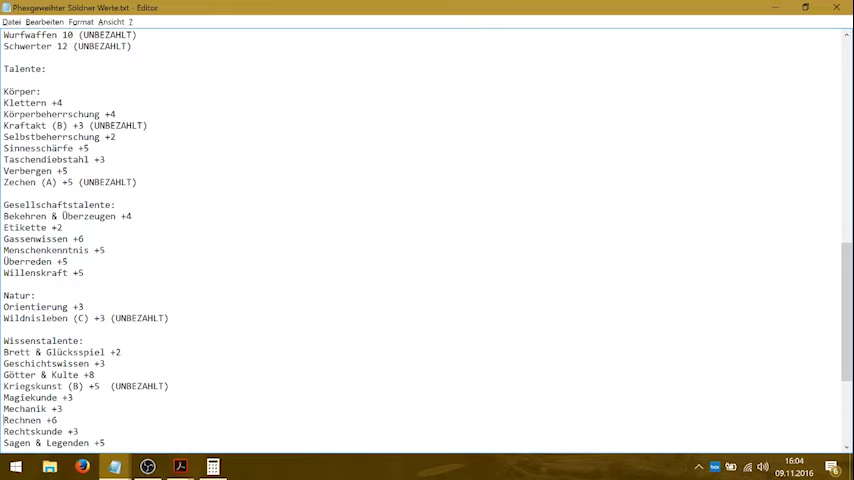 Phexgeweihter Söldner Werte.txt - Editor
Datei Bearbeiten Format Ansicht ?
Wurfwaffen 10 (UNBEZAHLT)
Schwerter 12 (UNBEZAHLT)
Talente:
Körper:
Klettern +4
Körperbeherrschung +4
Kraftakt (B) +3 (UNBEZAHLT)
Selbstbeherrschung +2
Sinnesschärfe +5
Taschendiebstahl +3
Verbergen +5
Zechen (A) +5 (UNBEZAHLT)
Gesellschaftstalente:
Bekehren & Überzeugen +4
Etikette +2
Gassenwissen +6
Menschenkenntnis +5
Überreden +5
Willenskraft +5
Natur:
Orientierung +3
Wildnisleben (C) +3 (UNBEZAHLT)
Wissenstalente:
Brett & Glücksspiel +2
Geschichtswissen +3
Götter & Kulte +8
Kriegskunst (B) +5  (UNBEZAHLT)
Magiekunde +3
Mechanik +3
Rechnen +6
Rechtskunde +3
Sagen & Legenden +5
16:04
09.11.2016